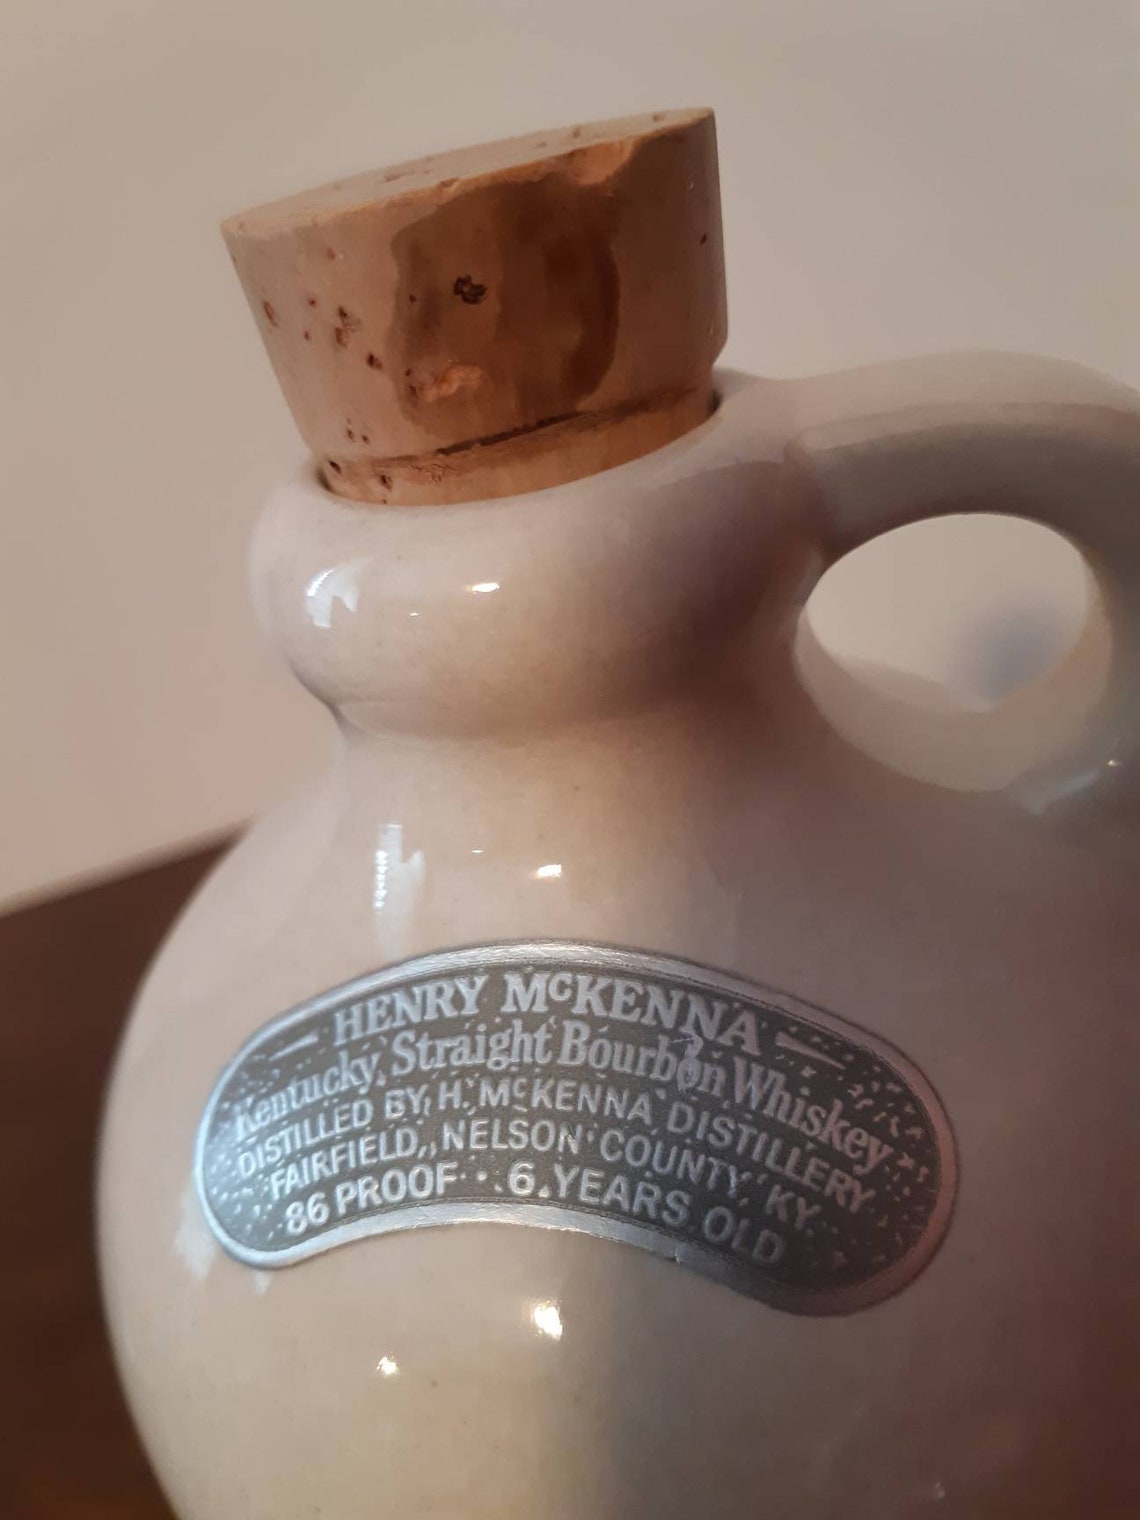 HENRY McKENNA
Kentucky Straight Bourbon Whiskey
DISTILLED BY H. McKENNA DISTILLERY
FAIRFIELD, NELSON COUNTY, KY.
86 PROOF · 6 YEARS OLD